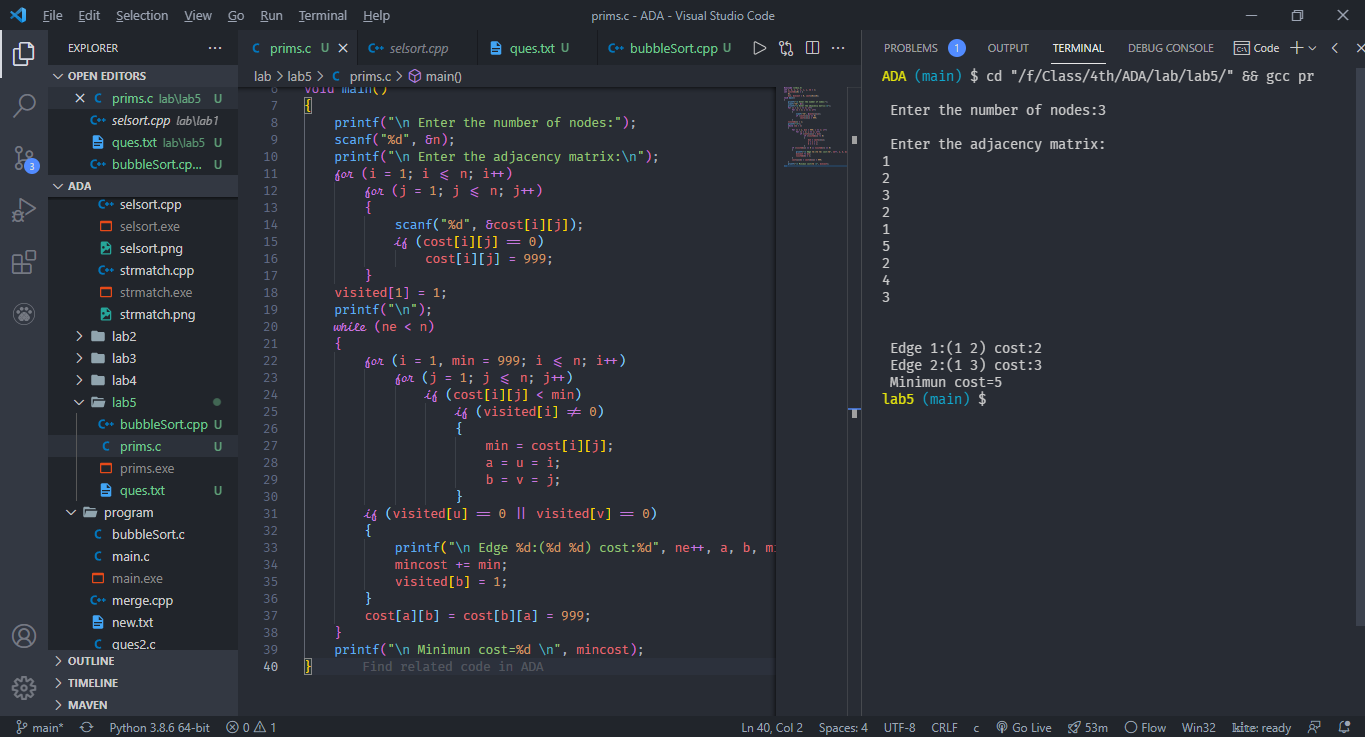 File Edit Selection View Go Run Terminal Help prims.c - ADA - Visual Studio Code
EXPLORER
OPEN EDITORS
prims.c lab\lab5 U
selsort.cpp lab\lab1
ques.txt lab\lab5 U
bubbleSort.cp... U
ADA
selsort.cpp
selsort.exe
selsort.png
strmatch.cpp
strmatch.exe
strmatch.png
lab2
lab3
lab4
lab5
bubbleSort.cpp U
prims.c U
prims.exe
ques.txt U
program
bubbleSort.c
main.c
main.exe
merge.cpp
new.txt
ques2.c
OUTLINE
TIMELINE
MAVEN
prims.c U selsort.cpp ques.txt U bubbleSort.cpp U
lab > lab5 > C prims.c > main()
6 void main()
7 {
8 printf("\n Enter the number of nodes:");
9 scanf("%d", &n);
10 printf("\n Enter the adjacency matrix:\n");
11 for (i = 1; i <= n; i++)
12 for (j = 1; j <= n; j++)
13 {
14 scanf("%d", &cost[i][j]);
15 if (cost[i][j] == 0)
16 cost[i][j] = 999;
17 }
18 visited[1] = 1;
19 printf("\n");
20 while (ne < n)
21 {
22 for (i = 1, min = 999; i <= n; i++)
23 for (j = 1; j <= n; j++)
24 if (cost[i][j] < min)
25 if (visited[i] != 0)
26 {
27 min = cost[i][j];
28 a = u = i;
29 b = v = j;
30 }
31 if (visited[u] == 0 || visited[v] == 0)
32 {
33 printf("\n Edge %d:(%d %d) cost:%d", ne++, a, b, mi
34 mincost += min;
35 visited[b] = 1;
36 }
37 cost[a][b] = cost[b][a] = 999;
38 }
39 printf("\n Minimun cost=%d \n", mincost);
40 } Find related code in ADA
PROBLEMS 1 OUTPUT TERMINAL DEBUG CONSOLE Code
ADA (main) $ cd "/f/Class/4th/ADA/lab/lab5/" && gcc pr
Enter the number of nodes:3
Enter the adjacency matrix:
1
2
3
2
1
5
2
4
3
Edge 1:(1 2) cost:2
Edge 2:(1 3) cost:3
Minimun cost=5
lab5 (main) $
main* Python 3.8.6 64-bit 0 1 Ln 40, Col 2 Spaces: 4 UTF-8 CRLF c Go Live 53m Flow Win32 kite: ready